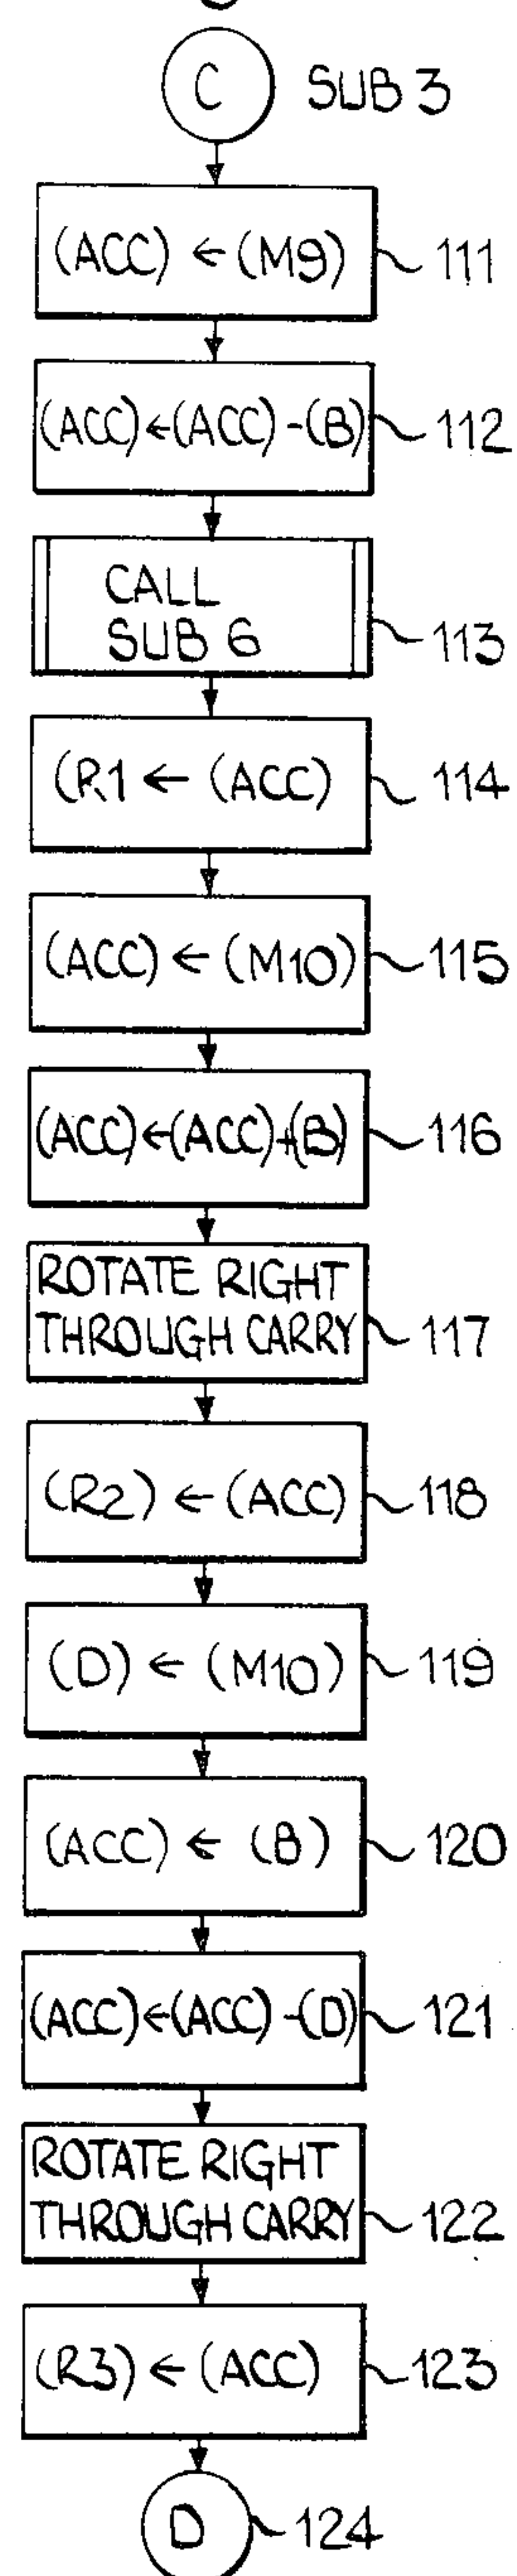 C SUB 3
(ACC) ← (M9) 111
(ACC)←(ACC)-(B) 112
CALL
SUB 6 113
(R1 ← (ACC) 114
(ACC) ← (M10) 115
(ACC)←(ACC)+(B) 116
ROTATE RIGHT
THROUGH CARRY 117
(R2) ← (ACC) 118
(D) ← (M10) 119
(ACC) ← (B) 120
(ACC)←(ACC)-(D) 121
ROTATE RIGHT
THROUGH CARRY 122
(R3) ← (ACC) 123
D 124